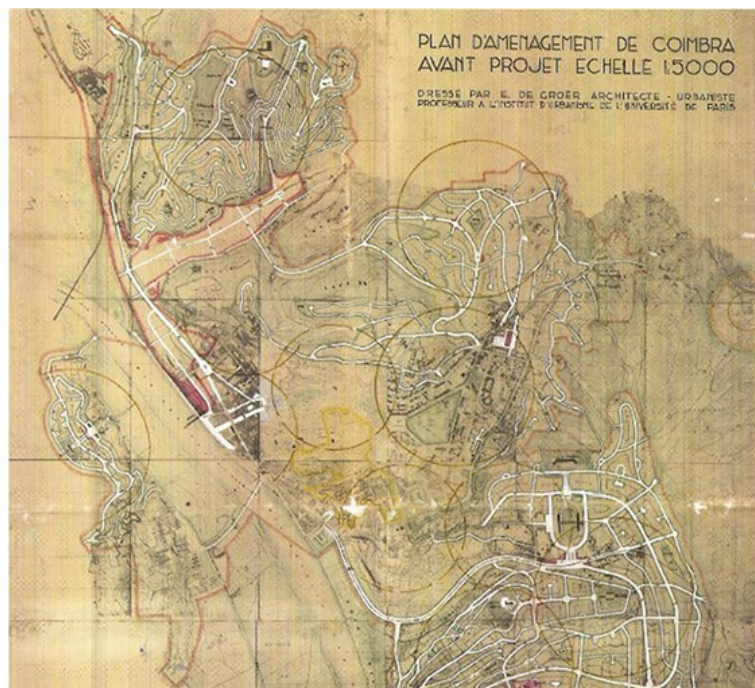 PLAN D'AMENAGEMENT DE COIMBRA
AVANT PROJET ECHELLE 1:5000
DRESSÉ PAR E. DE GROËR ARCHITECTE - URBANISTE
PROFESSEUR A L'INSTITUT D'URBANISME DE L'UNIVERSITÉ DE PARIS